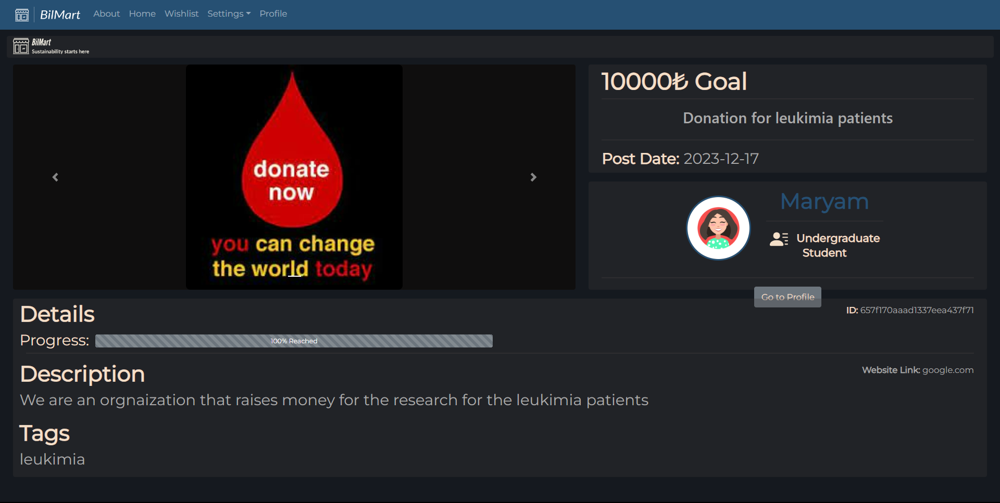 BilMart About Home Wishlist Settings Profile
BilMart
Sustainability starts here
donate
now
you can change
the world today
10000₺ Goal
Donation for leukimia patients
Post Date: 2023-12-17
Maryam
Undergraduate
Student
Go to Profile
Details
ID: 657f170aaad1337eea437f71
Progress: 100% Reached
Description
Website Link: google.com
We are an orgnaization that raises money for the research for the leukimia patients
Tags
leukimia